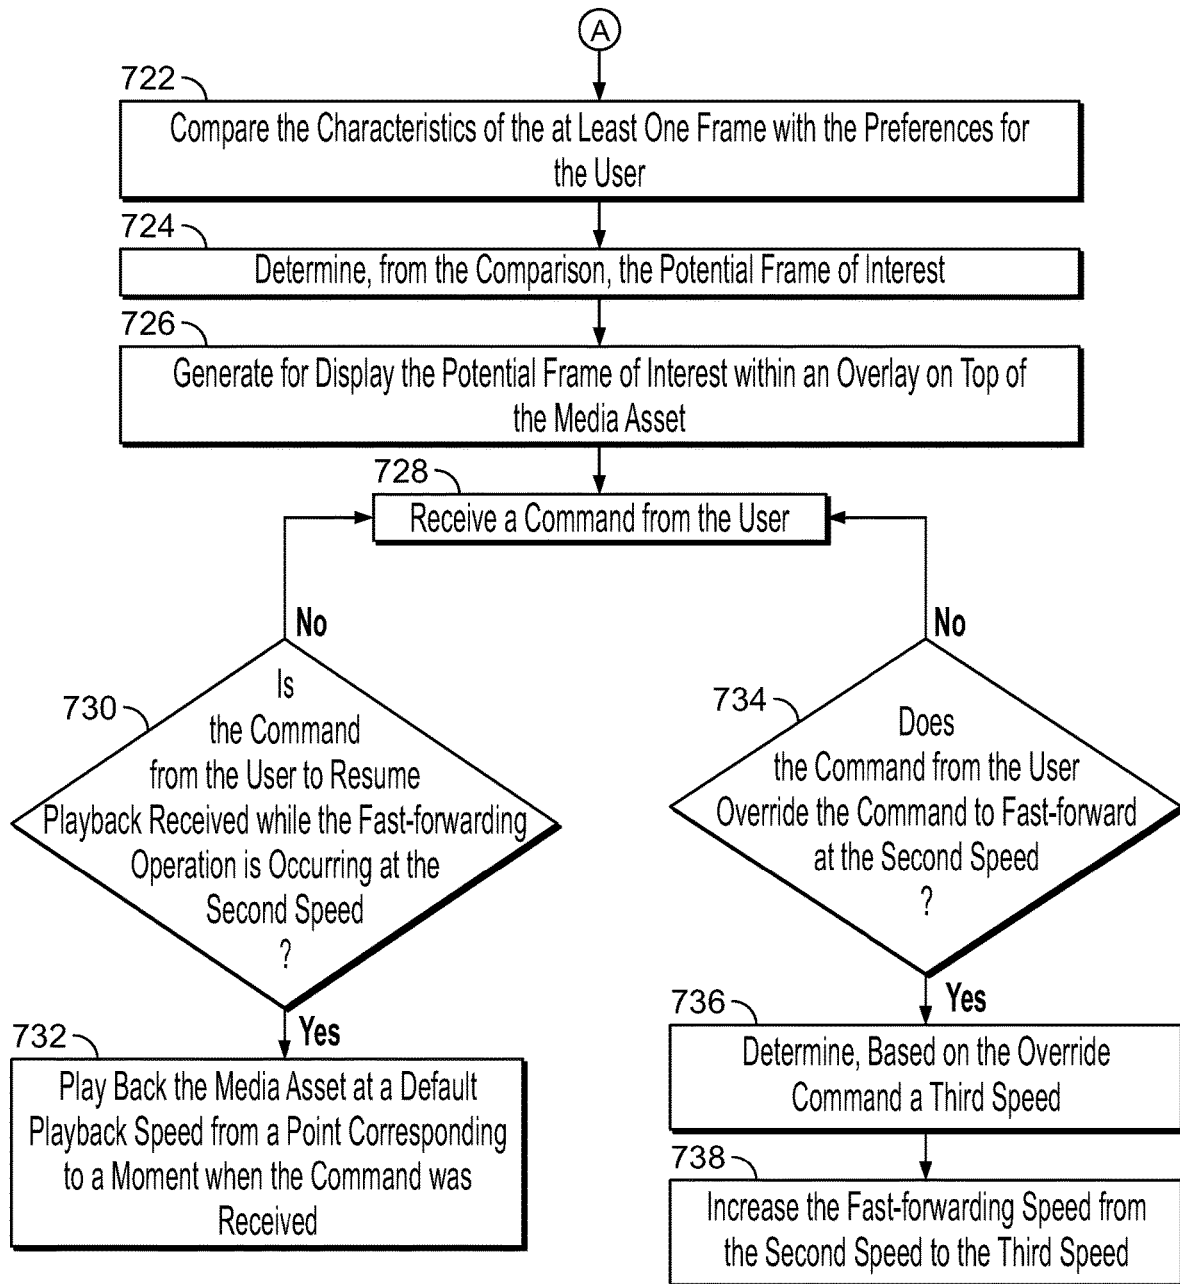 A
722
Compare the Characteristics of the at Least One Frame with the Preferences for
the User
724
Determine, from the Comparison, the Potential Frame of Interest
726
Generate for Display the Potential Frame of Interest within an Overlay on Top of
the Media Asset
728
Receive a Command from the User
No
730
Is
the Command
from the User to Resume
Playback Received while the Fast-forwarding
Operation is Occurring at the
Second Speed
?
Yes
732
Play Back the Media Asset at a Default
Playback Speed from a Point Corresponding
to a Moment when the Command was
Received
No
734
Does
the Command from the User
Override the Command to Fast-forward
at the Second Speed
?
Yes
736
Determine, Based on the Override
Command a Third Speed
738
Increase the Fast-forwarding Speed from
the Second Speed to the Third Speed